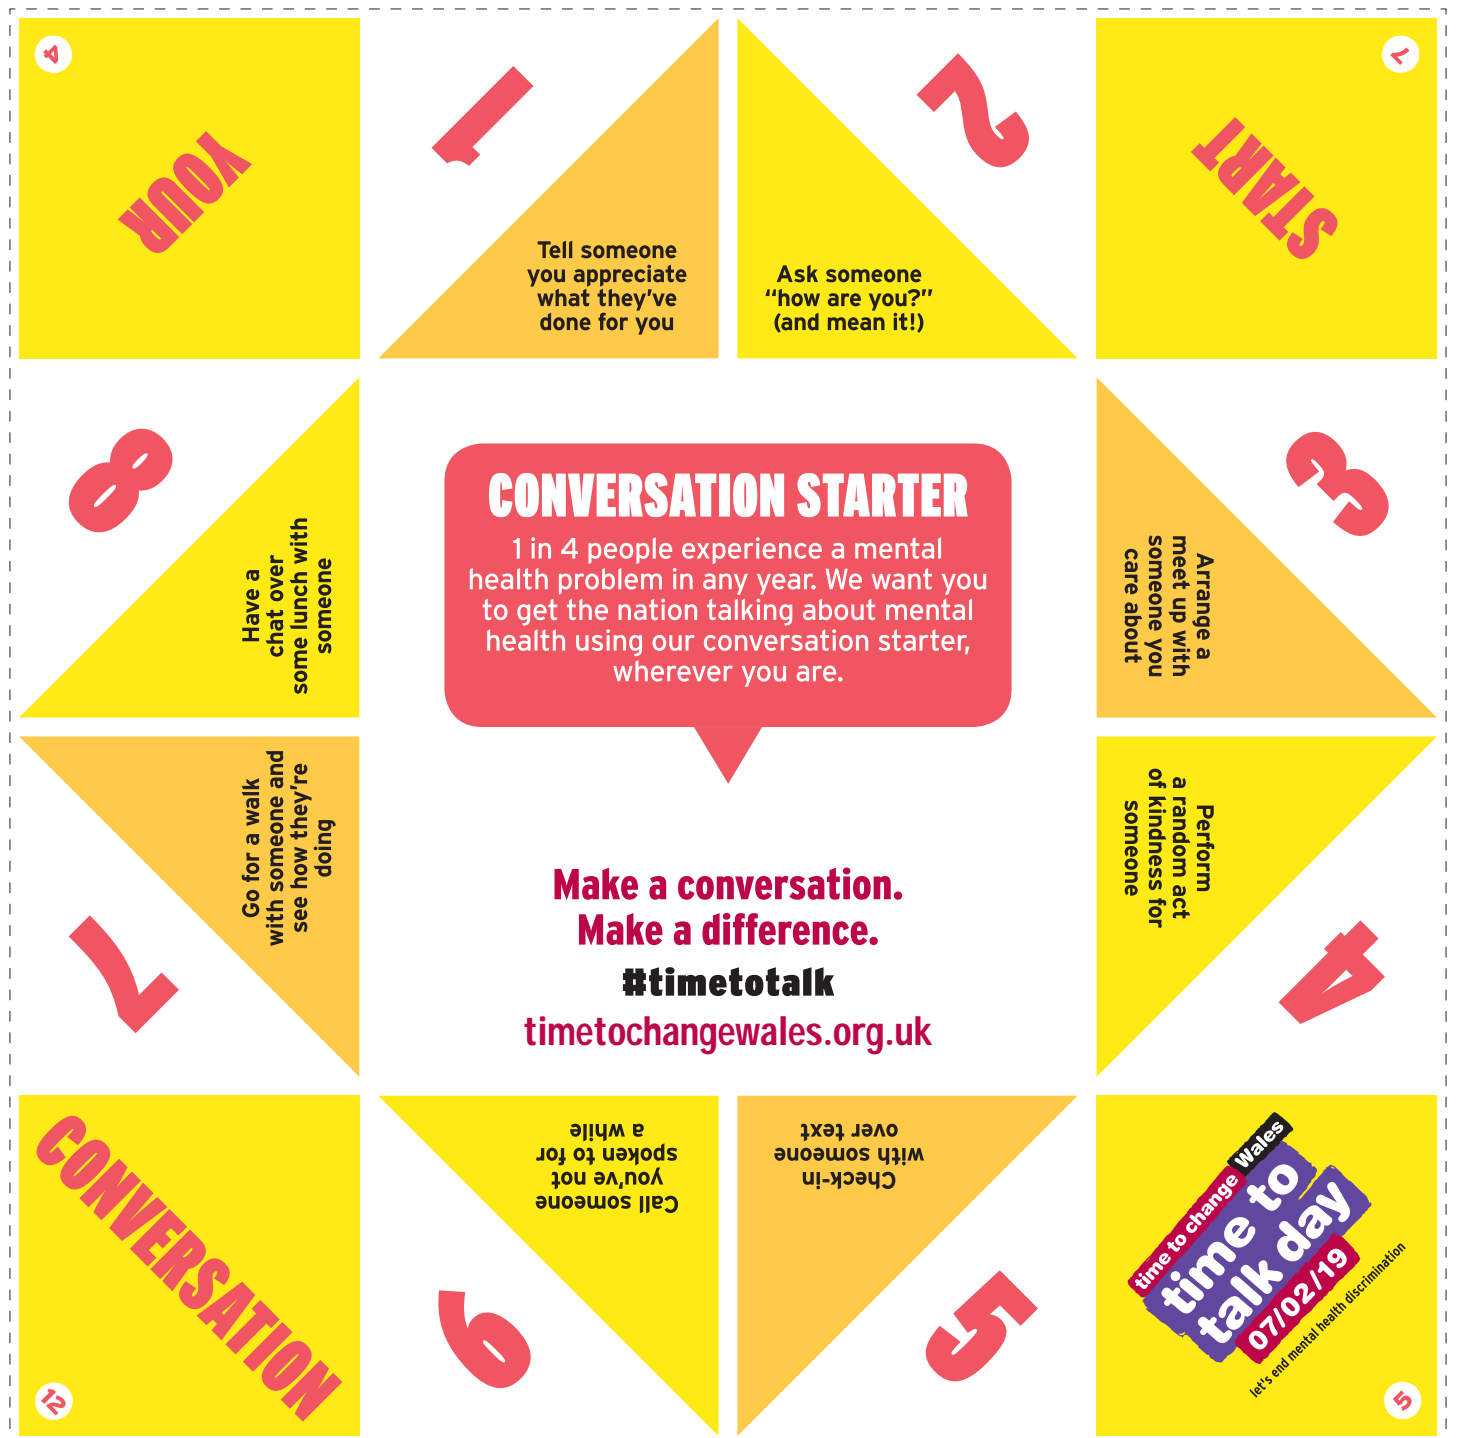 4
YOUR
1
Tell someone
you appreciate
what they've
done for you
2
Ask someone
“how are you?”
(and mean it!)
7
START
8
Have a
chat over
some lunch with
someone
CONVERSATION STARTER
1 in 4 people experience a mental
health problem in any year. We want you
to get the nation talking about mental
health using our conversation starter,
wherever you are.
3
Arrange a
meet up with
someone you
care about
7
Go for a walk
with someone and
see how they're
doing
Make a conversation.
Make a difference.
#timetotalk
timetochangewales.org.uk
Perform
a random act
of kindness for
someone
4
CONVERSATION
12
Call someone
you've not
spoken to for
a while
6
Check-in
with someone
over text
5
time to change Wales
time to
talk day
07/02/19
let's end mental health discrimination
5